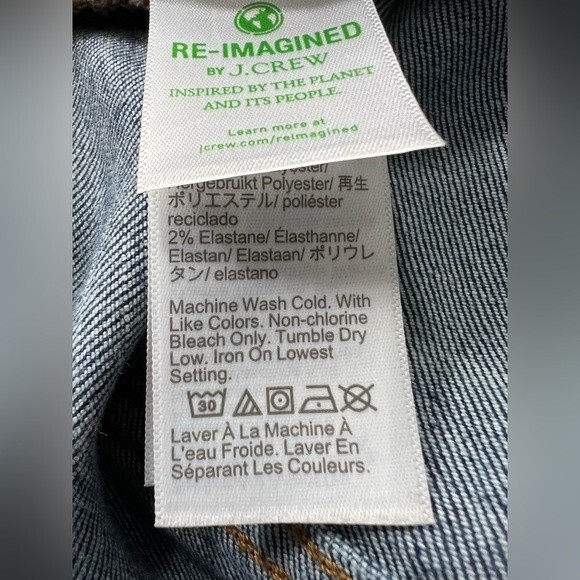 RE-IMAGINED
BY J.CREW
INSPIRED BY THE PLANET
AND ITS PEOPLE.
Learn more at
jcrew.com/reimagined
Hergebruikt Polyester/ 再生
ポリエステル/ poliéster
reciclado
2% Elastane/ Élasthanne/
Elastan/ Elastaan/ ポリウレ
タン/ elastano
Machine Wash Cold. With
Like Colors. Non-chlorine
Bleach Only. Tumble Dry
Low. Iron On Lowest
Setting.
30
Laver À La Machine À
L'eau Froide. Laver En
Séparant Les Couleurs.